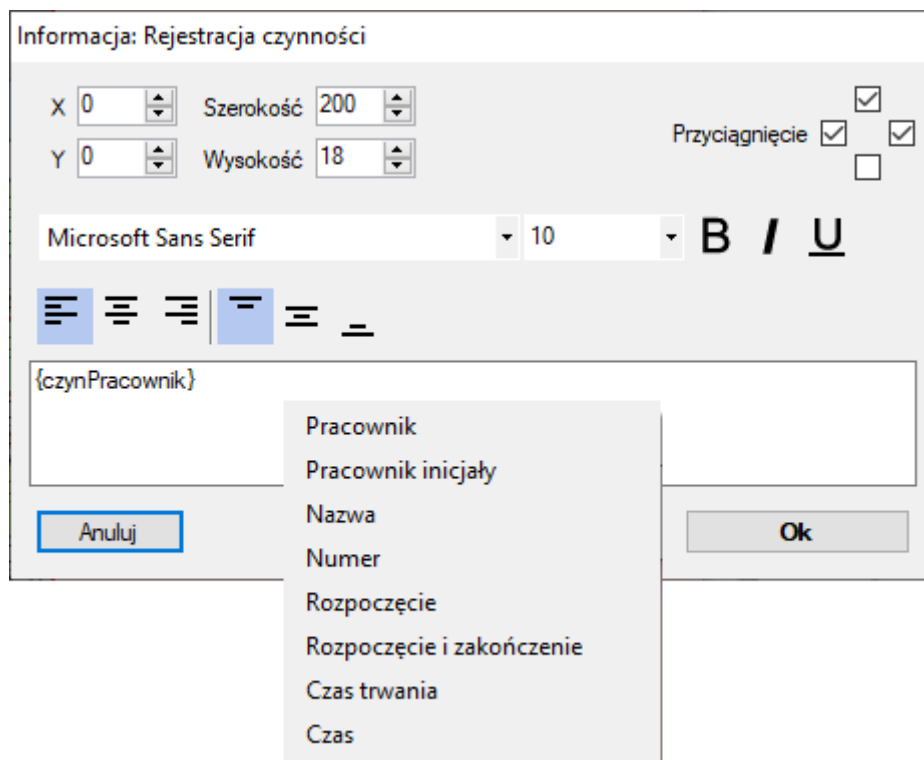 Informacja: Rejestracja czynności
X 0 Szerokość 200
Przyciągnięcie
Y 0 Wysokość 18
Microsoft Sans Serif 10 B I U
{czynPracownik}
Pracownik
Pracownik inicjały
Nazwa
Anuluj Ok
Numer
Rozpoczęcie
Rozpoczęcie i zakończenie
Czas trwania
Czas